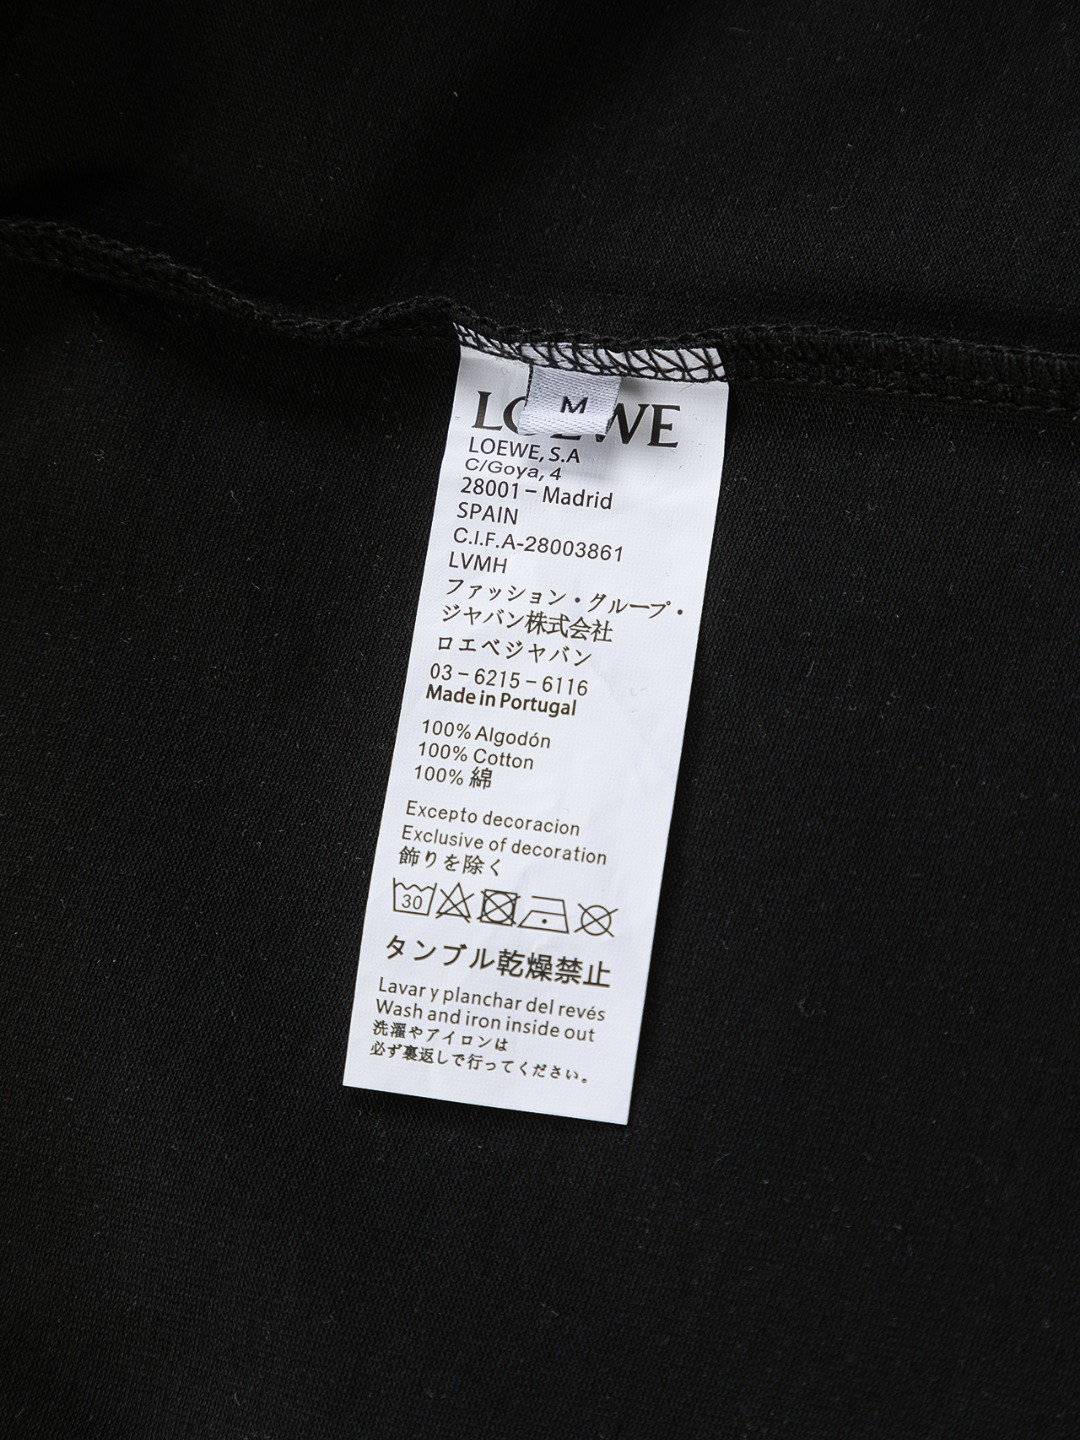 M
LOEWE
LOEWE, S.A
C/Goya, 4
28001 – Madrid
SPAIN
C.I.F.A-28003861
LVMH
ファッション・グループ・
ジャバン株式会社
ロエベジャバン
03 – 6215 – 6116
Made in Portugal
100% Algodón
100% Cotton
100% 綿
Excepto decoracion
Exclusive of decoration
飾りを除く
30
タンブル乾燥禁止
Lavar y planchar del revés
Wash and iron inside out
洗濯やアイロンは
必ず裏返しで行ってください。